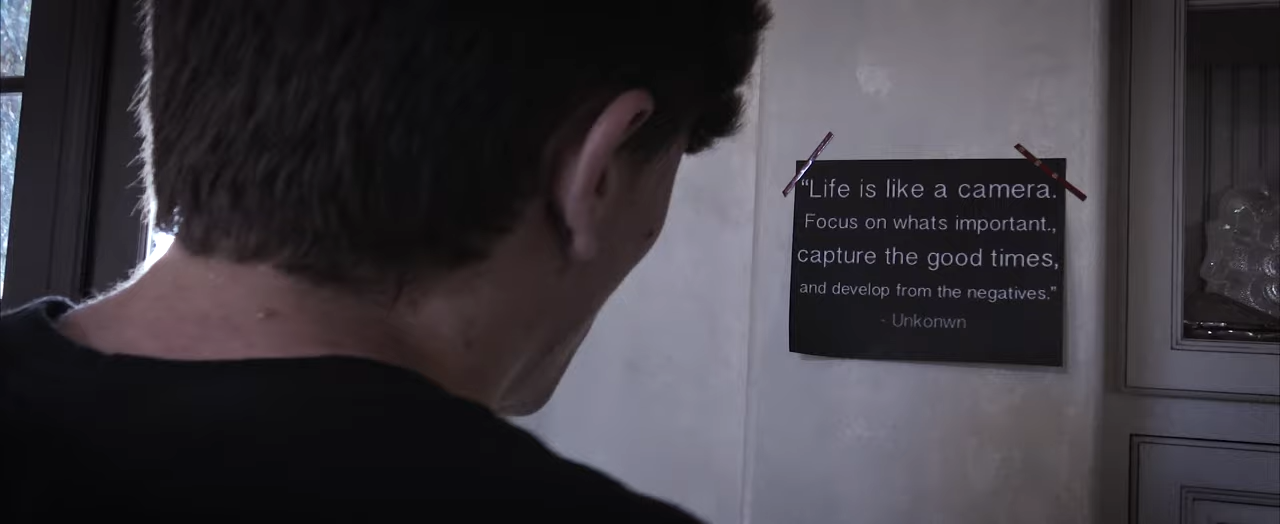 “Life is like a camera.
Focus on whats important.,
capture the good times,
and develop from the negatives.”
- Unkonwn